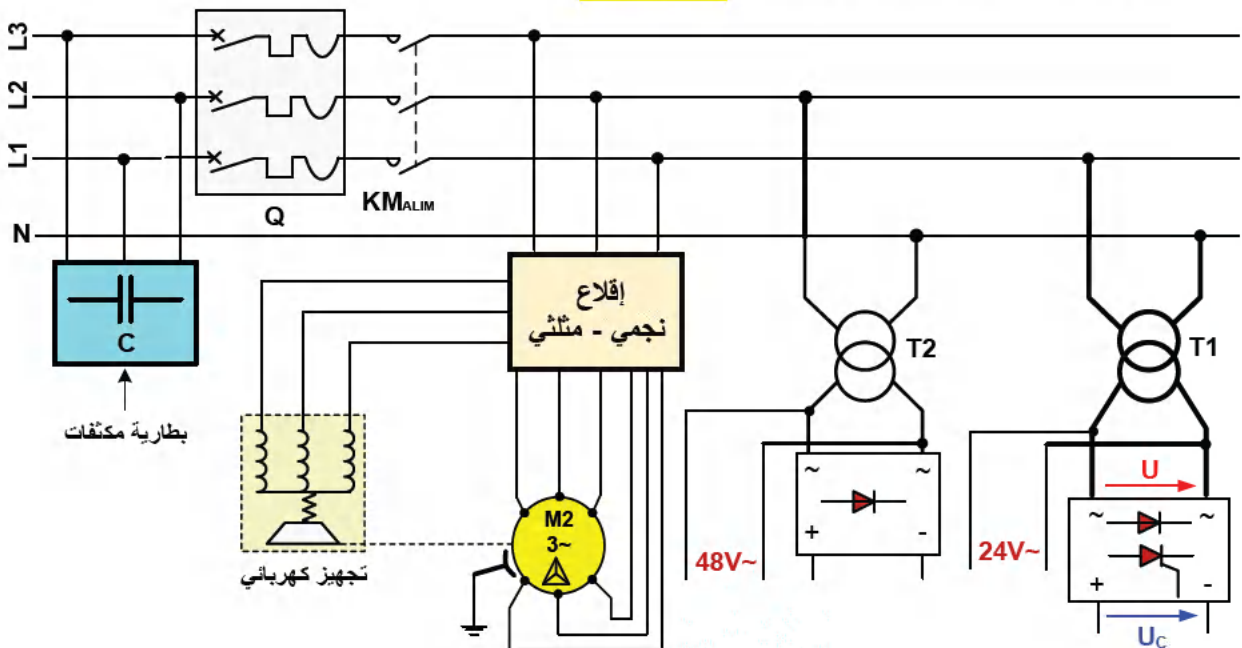 L3
L2
L1
N
Q
KMALIM
C
بطارية مكثفات
إقلاع
نجمي - مثلثي
تجهيز كهربائي
M2
3~
T2
48V~
~ ~
+ -
T1
24V~
U
~ ~
+ -
UC